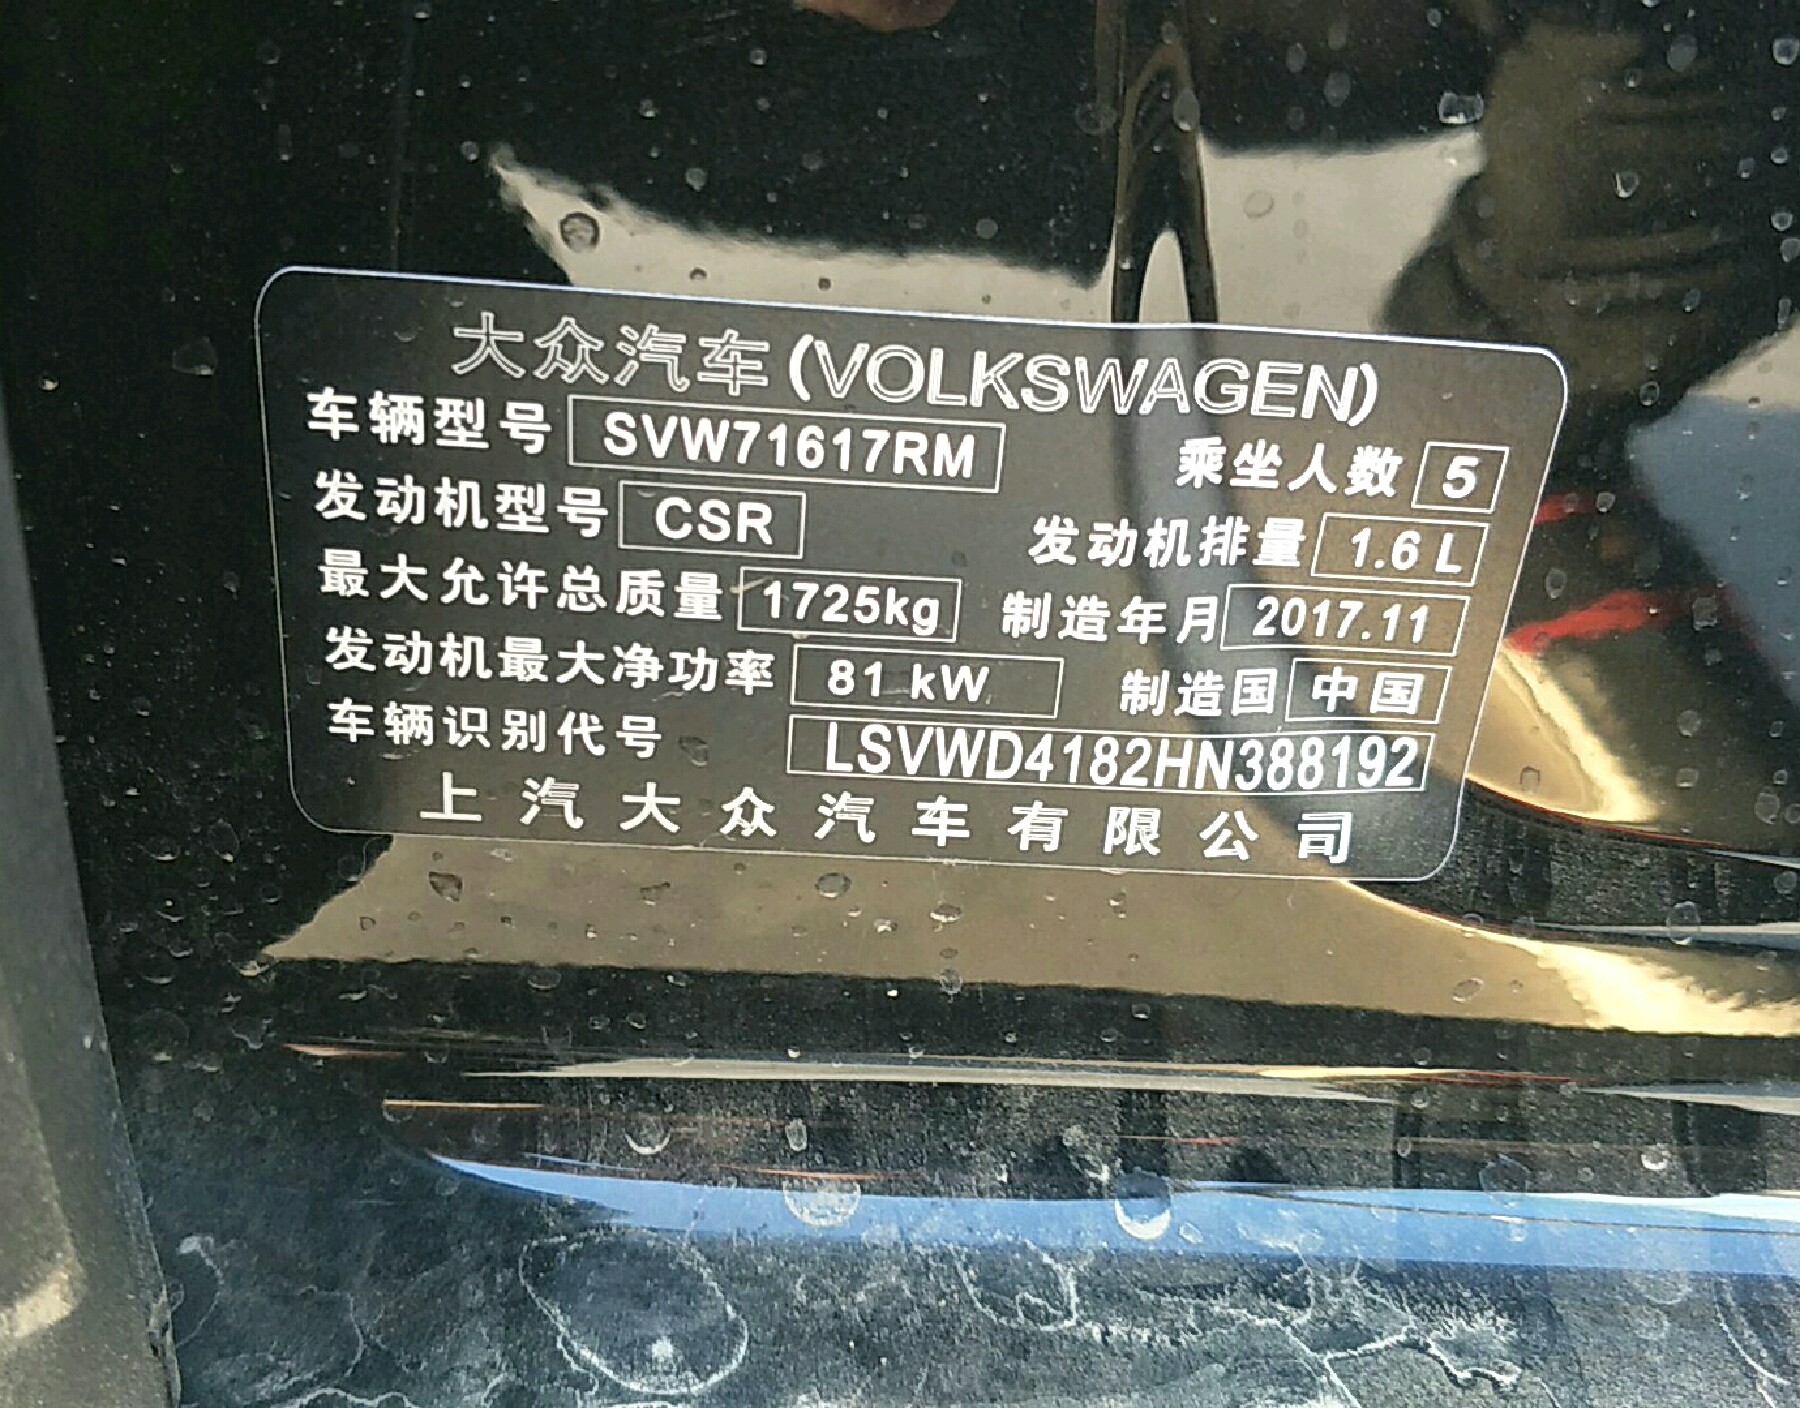 大众汽车(VOLKSWAGEN)
车辆型号 SVW71617RM 乘坐人数 5
发动机型号 CSR 发动机排量 1.6 L
最大允许总质量 1725kg 制造年月 2017.11
发动机最大净功率 81 kW 制造国 中国
车辆识别代号 LSVWD4182HN388192
上汽大众汽车有限公司